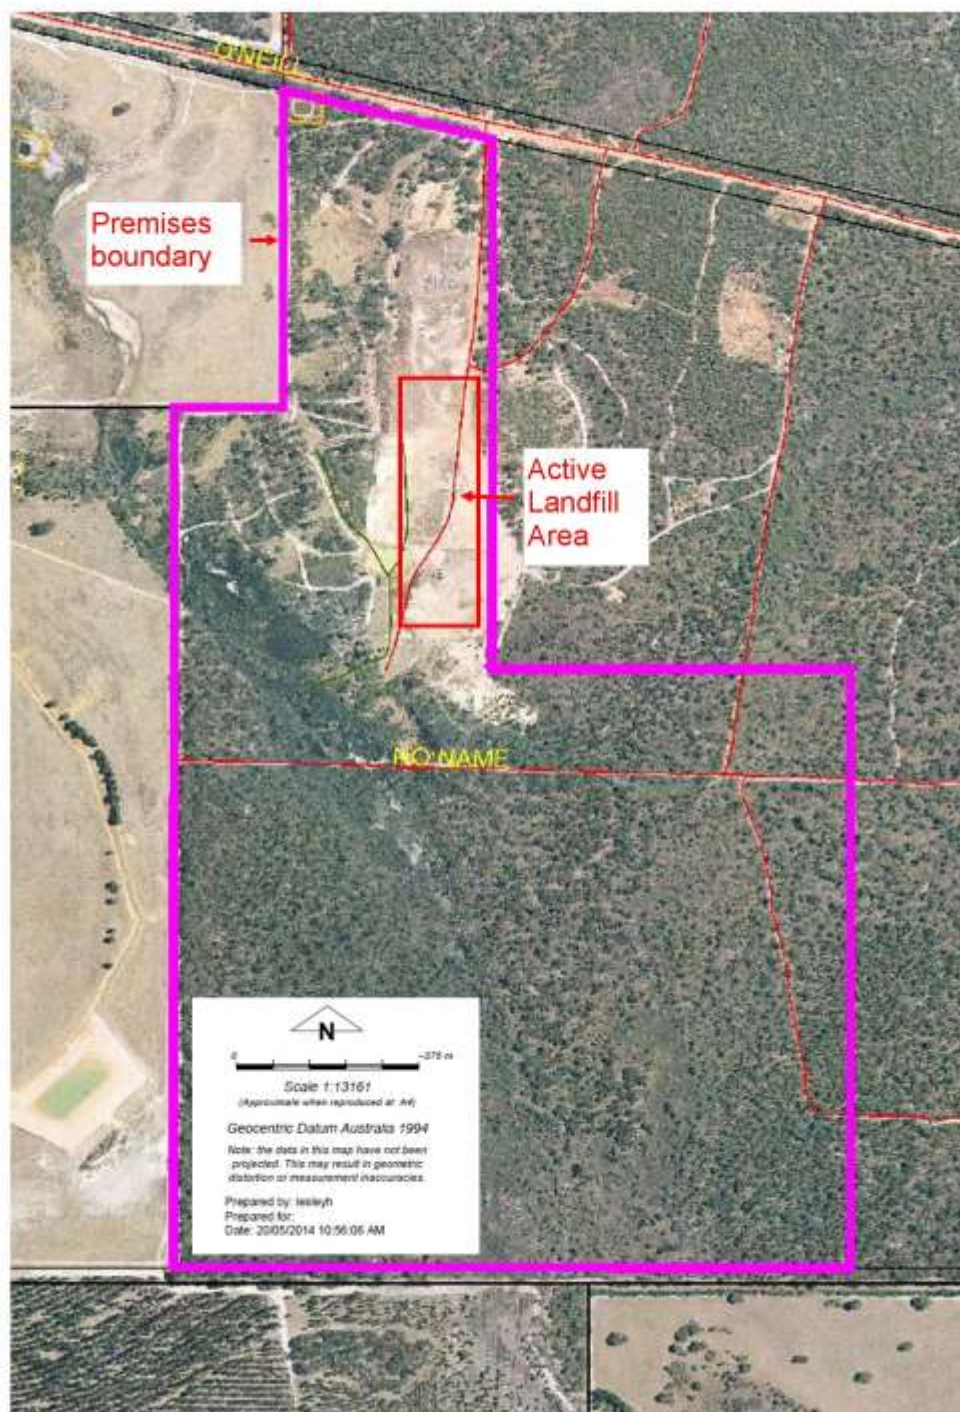 O'NEILL
Premises
boundary
Active
Landfill
Area
NO NAME
N
0
Scale 1:13161
(Approximate when reproduced at A4)
Geocentric Datum Australia 1994
Note: the data in this map have not been
projected. This may result in geometric
distortion or measurement inaccuracies.
Prepared by: lesleyh
Prepared for:
Date: 20/05/2014 10:56:06 AM